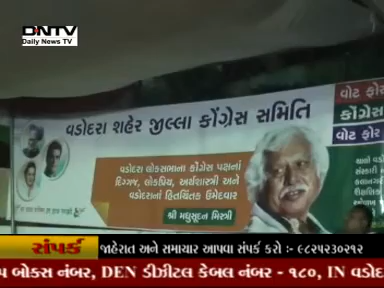 DNTV
Daily News TV
વડોદરા શહેર જીલ્લા કોંગ્રેસ સમિતિ
વોટ ફોર
કોંગ્રેસ
વોટ ફોર
વડોદરા લોકસભાના કોંગ્રેસ પક્ષનાં
દિગ્ગજ, લોકપ્રિય, અર્થશાસ્ત્રી અને
વડોદરાનાં હિતચિંતક ઉમેદવાર
શ્રી મધુસુદન મિસ્ત્રી
સંપર્ક
જાહેરાત અને સમાચાર આપવા સંપર્ક કરો :- ૯૮૨૫૨૩૦૨૧૨
પ બોક્સ નંબર, DEN ડીઝીટલ કેબલ નંબર - ૧૮૦, IN વડો